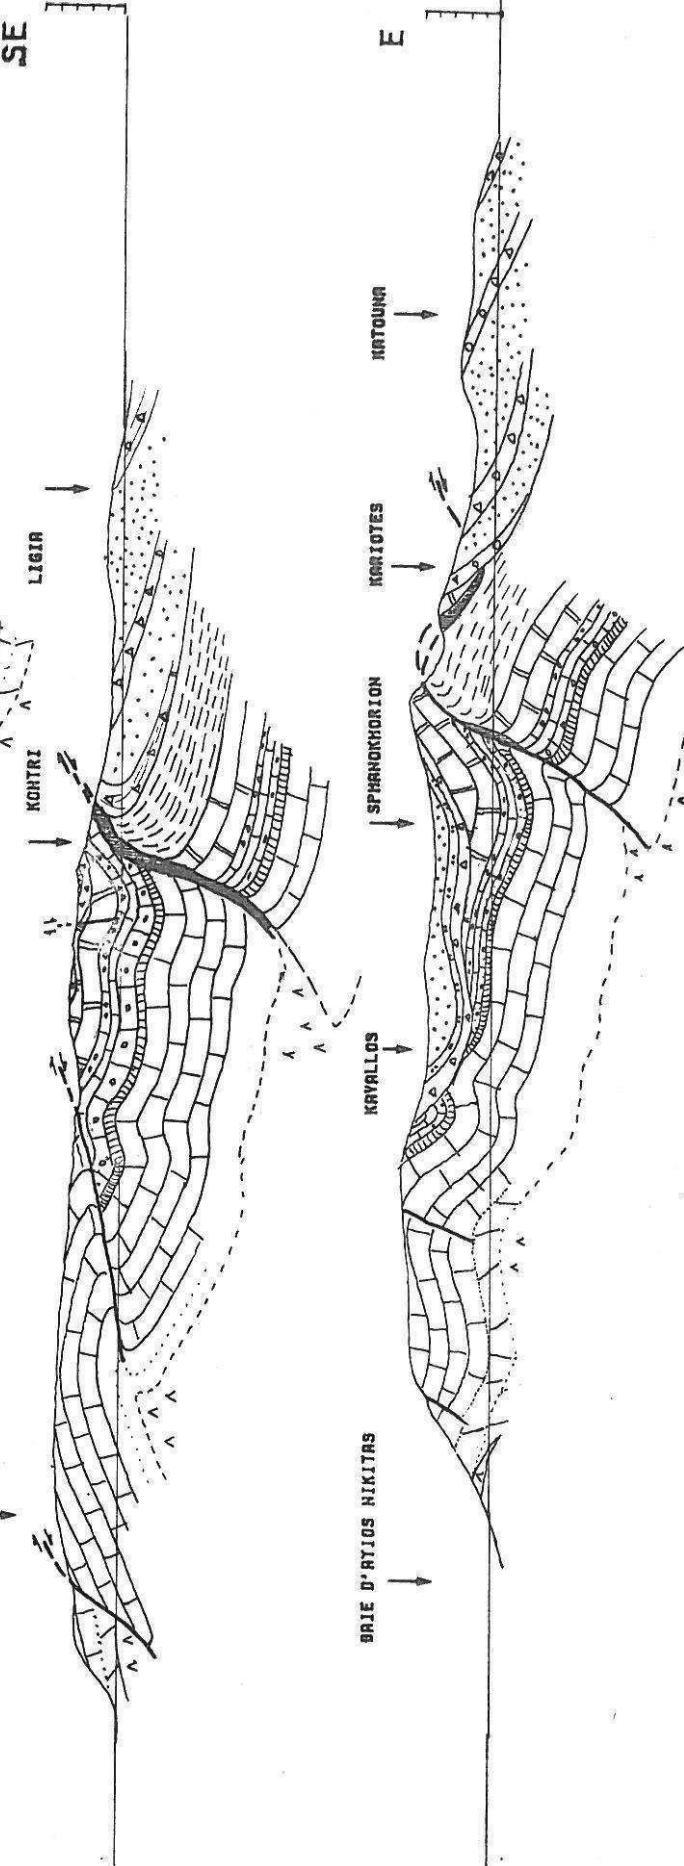 SE
LIGIA
KONTRI
E
KATOUNA
KARIOTES
SPHANOKHORION
KAVALLOS
BAIE D'AYIOS NIKITAS